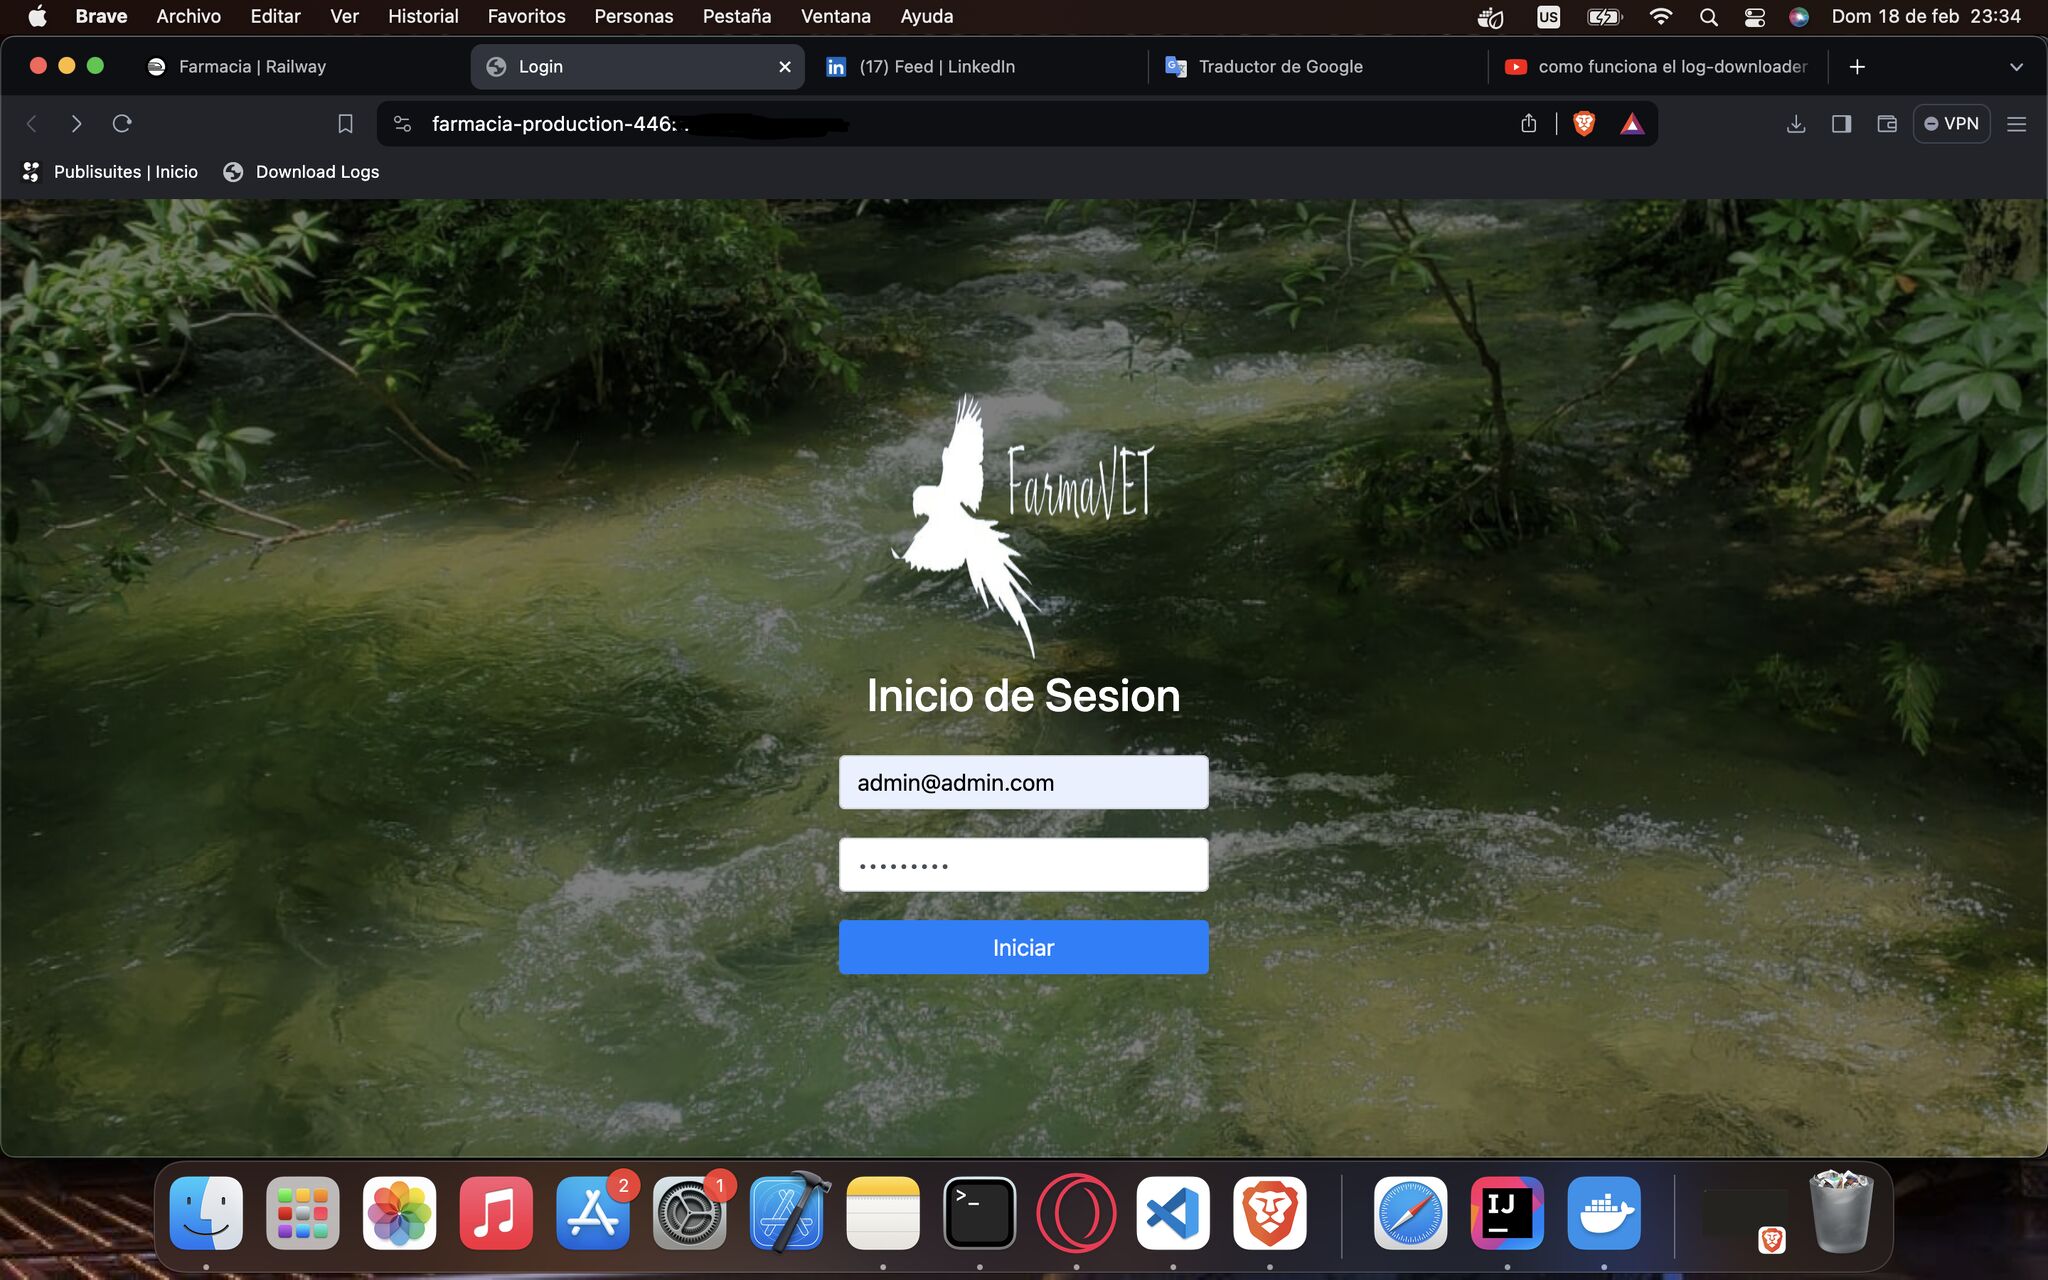 Brave Archivo Editar Ver Historial Favoritos Personas Pestaña Ventana Ayuda US Dom 18 de feb 23:34
Farmacia | Railway Login (17) Feed | LinkedIn Traductor de Google como funciona el log-downloader
farmacia-production-446 VPN
Publisuites | Inicio Download Logs
FarmaVET
Inicio de Sesion
admin@admin.com
•••••••••
Iniciar
2 1
>_ IJ